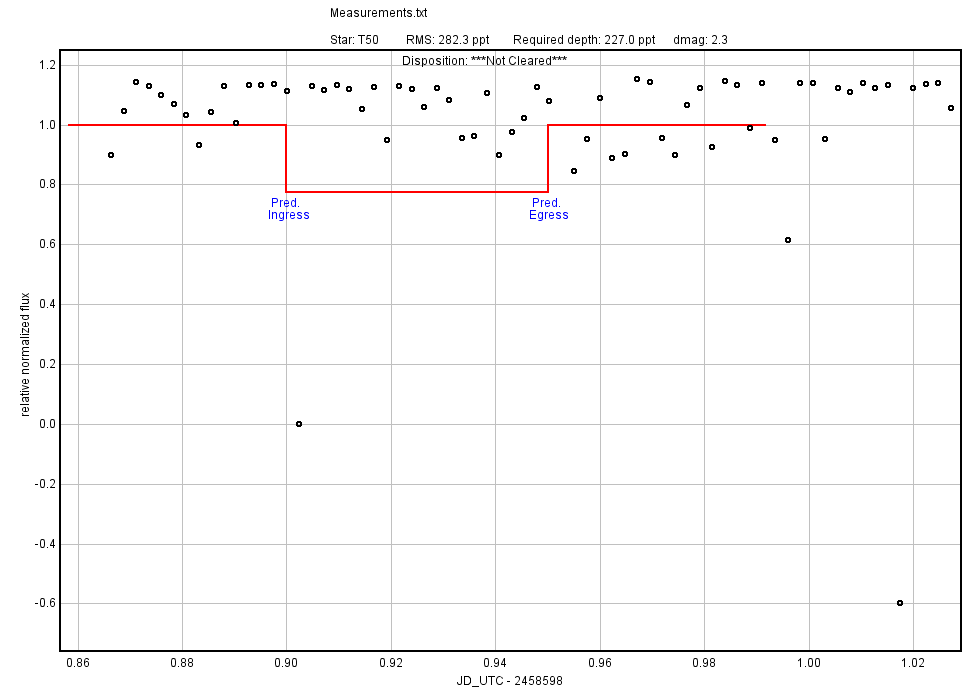 Measurements.txt
Star: T50 RMS: 282.3 ppt Required depth: 227.0 ppt dmag: 2.3
Disposition: ***Not Cleared***
1.2
1.0
0.8
0.6
0.4
0.2
0.0
-0.2
-0.4
-0.6
relative normalized flux
Pred.
Ingress
Pred.
Egress
0.86 0.88 0.90 0.92 0.94 0.96 0.98 1.00 1.02
JD_UTC - 2458598